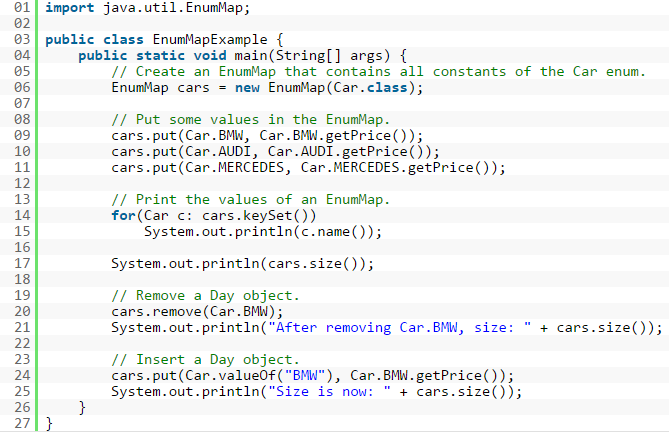 01 import java.util.EnumMap;
02
03 public class EnumMapExample {
04     public static void main(String[] args) {
05         // Create an EnumMap that contains all constants of the Car enum.
06         EnumMap cars = new EnumMap(Car.class);
07
08         // Put some values in the EnumMap.
09         cars.put(Car.BMW, Car.BMW.getPrice());
10         cars.put(Car.AUDI, Car.AUDI.getPrice());
11         cars.put(Car.MERCEDES, Car.MERCEDES.getPrice());
12
13         // Print the values of an EnumMap.
14         for(Car c: cars.keySet())
15             System.out.println(c.name());
16
17         System.out.println(cars.size());
18
19         // Remove a Day object.
20         cars.remove(Car.BMW);
21         System.out.println("After removing Car.BMW, size: " + cars.size());
22
23         // Insert a Day object.
24         cars.put(Car.valueOf("BMW"), Car.BMW.getPrice());
25         System.out.println("Size is now: " + cars.size());
26     }
27 }